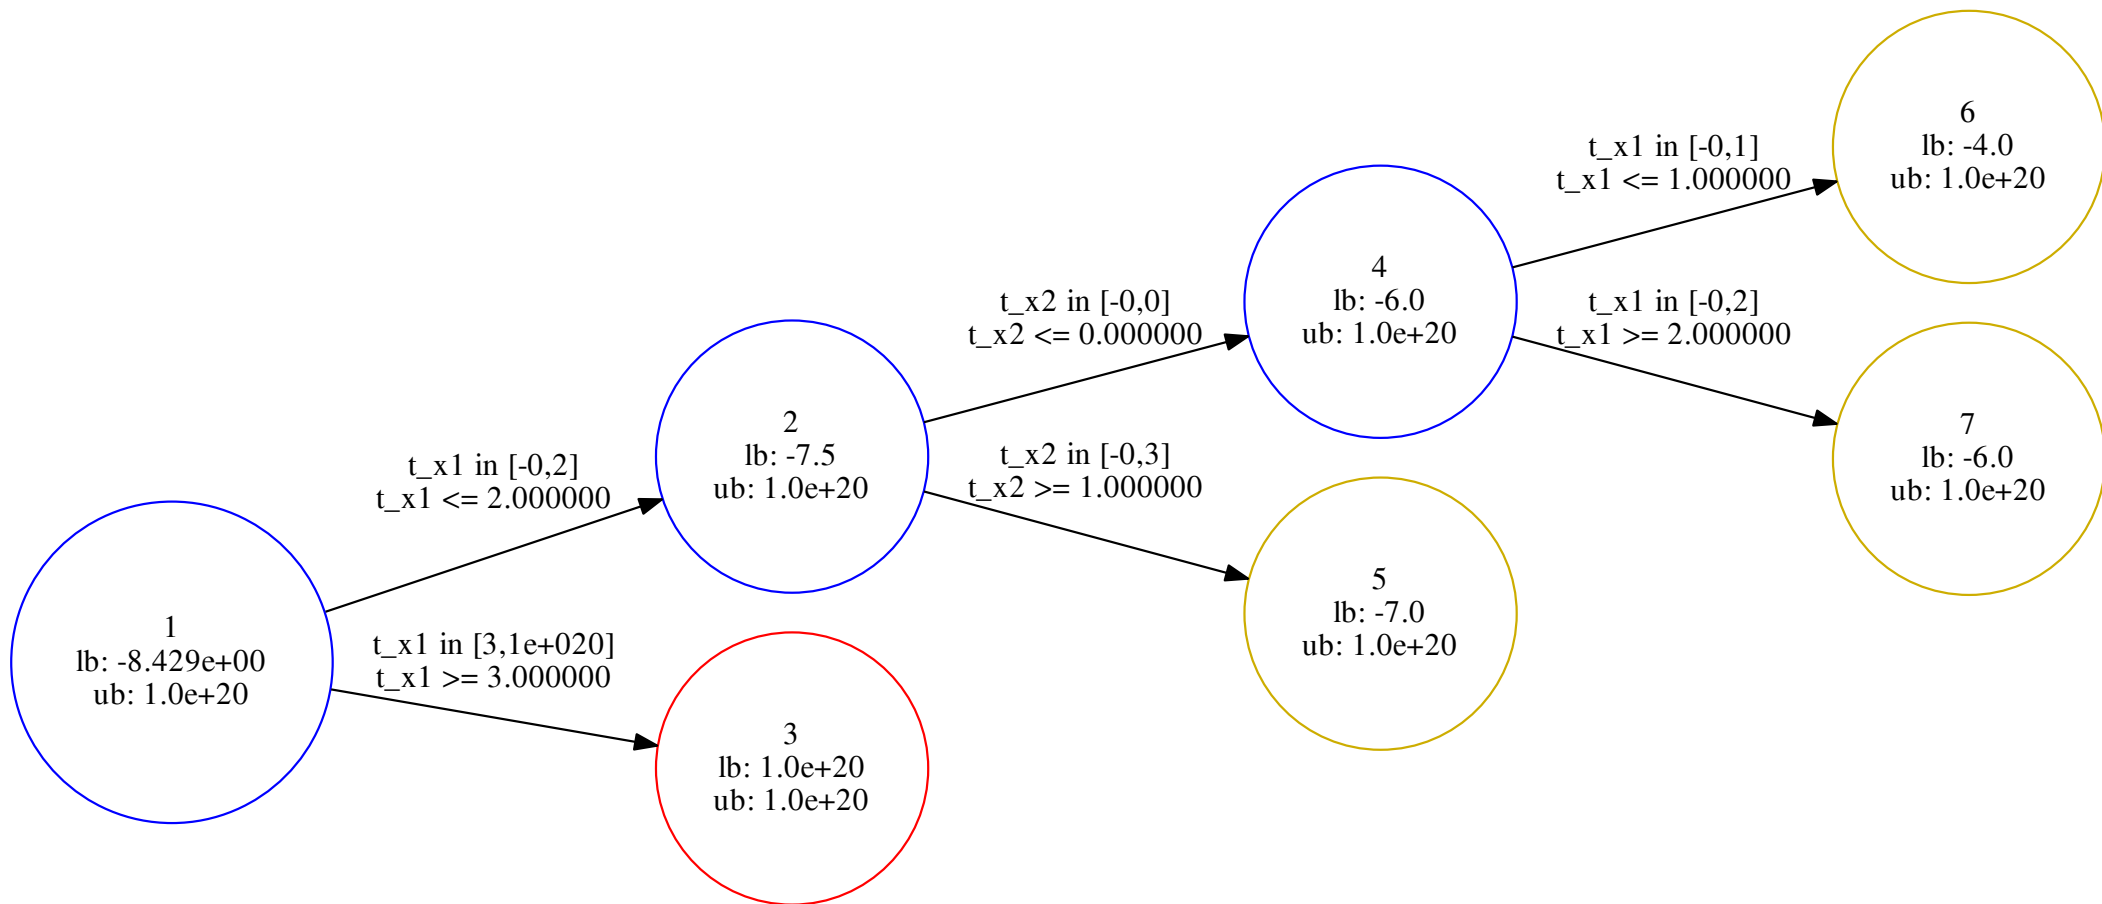 1
lb: -8.429e+00
ub: 1.0e+20
t_x1 in [-0,2]
t_x1 <= 2.000000
t_x1 in [3,1e+020]
t_x1 >= 3.000000
2
lb: -7.5
ub: 1.0e+20
3
lb: 1.0e+20
ub: 1.0e+20
t_x2 in [-0,0]
t_x2 <= 0.000000
t_x2 in [-0,3]
t_x2 >= 1.000000
4
lb: -6.0
ub: 1.0e+20
5
lb: -7.0
ub: 1.0e+20
t_x1 in [-0,1]
t_x1 <= 1.000000
t_x1 in [-0,2]
t_x1 >= 2.000000
6
lb: -4.0
ub: 1.0e+20
7
lb: -6.0
ub: 1.0e+20